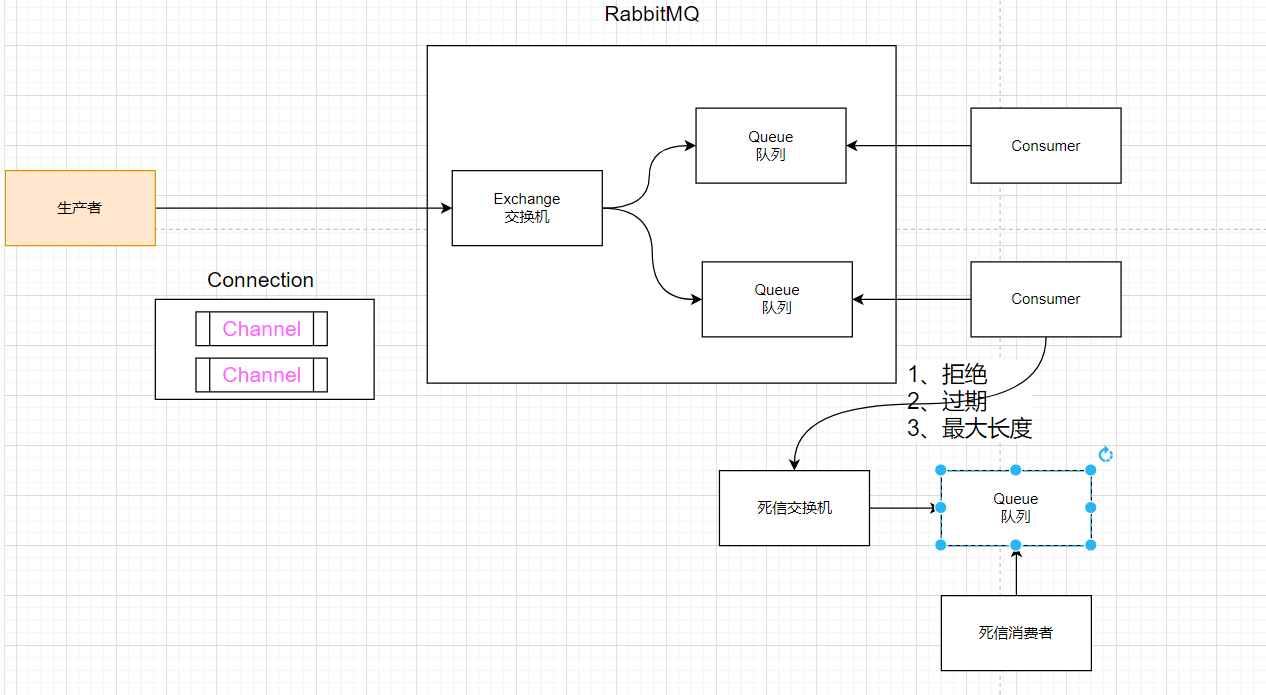 RabbitMQ
Queue
队列
Consumer
生产者
Exchange
交换机
Connection
Channel
Channel
Queue
队列
Consumer
1、拒绝
2、过期
3、最大长度
死信交换机
Queue
队列
死信消费者